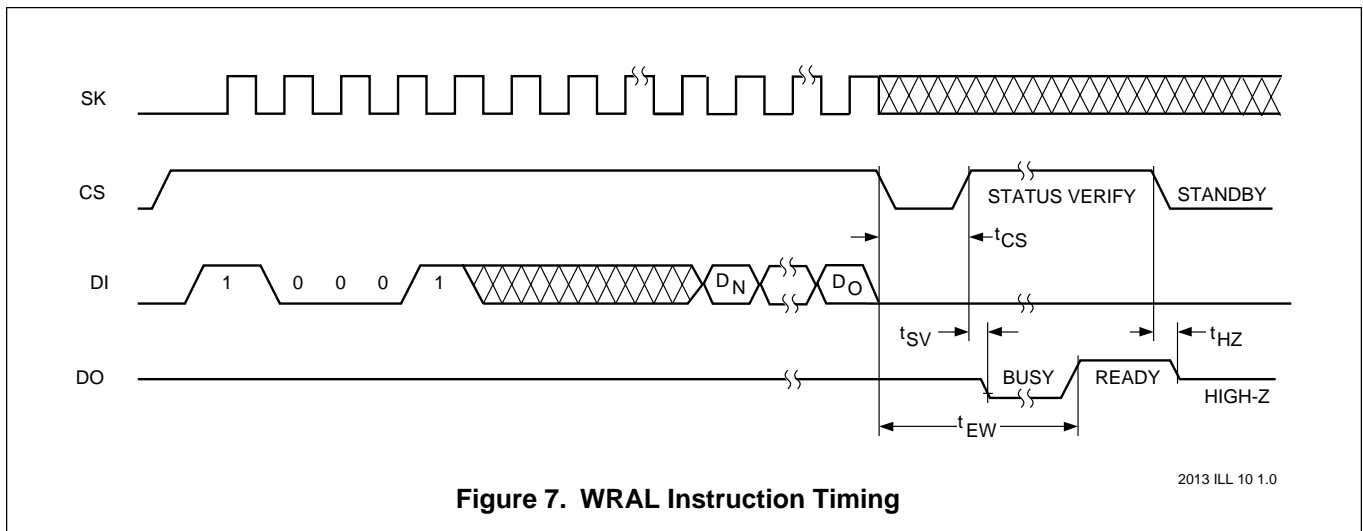 SK
CS
STATUS VERIFY
STANDBY
tCS
DI
1
0
0
0
1
DN
DO
tSV
tHZ
DO
BUSY
READY
HIGH-Z
tEW
2013 ILL 10 1.0
Figure 7. WRAL Instruction Timing